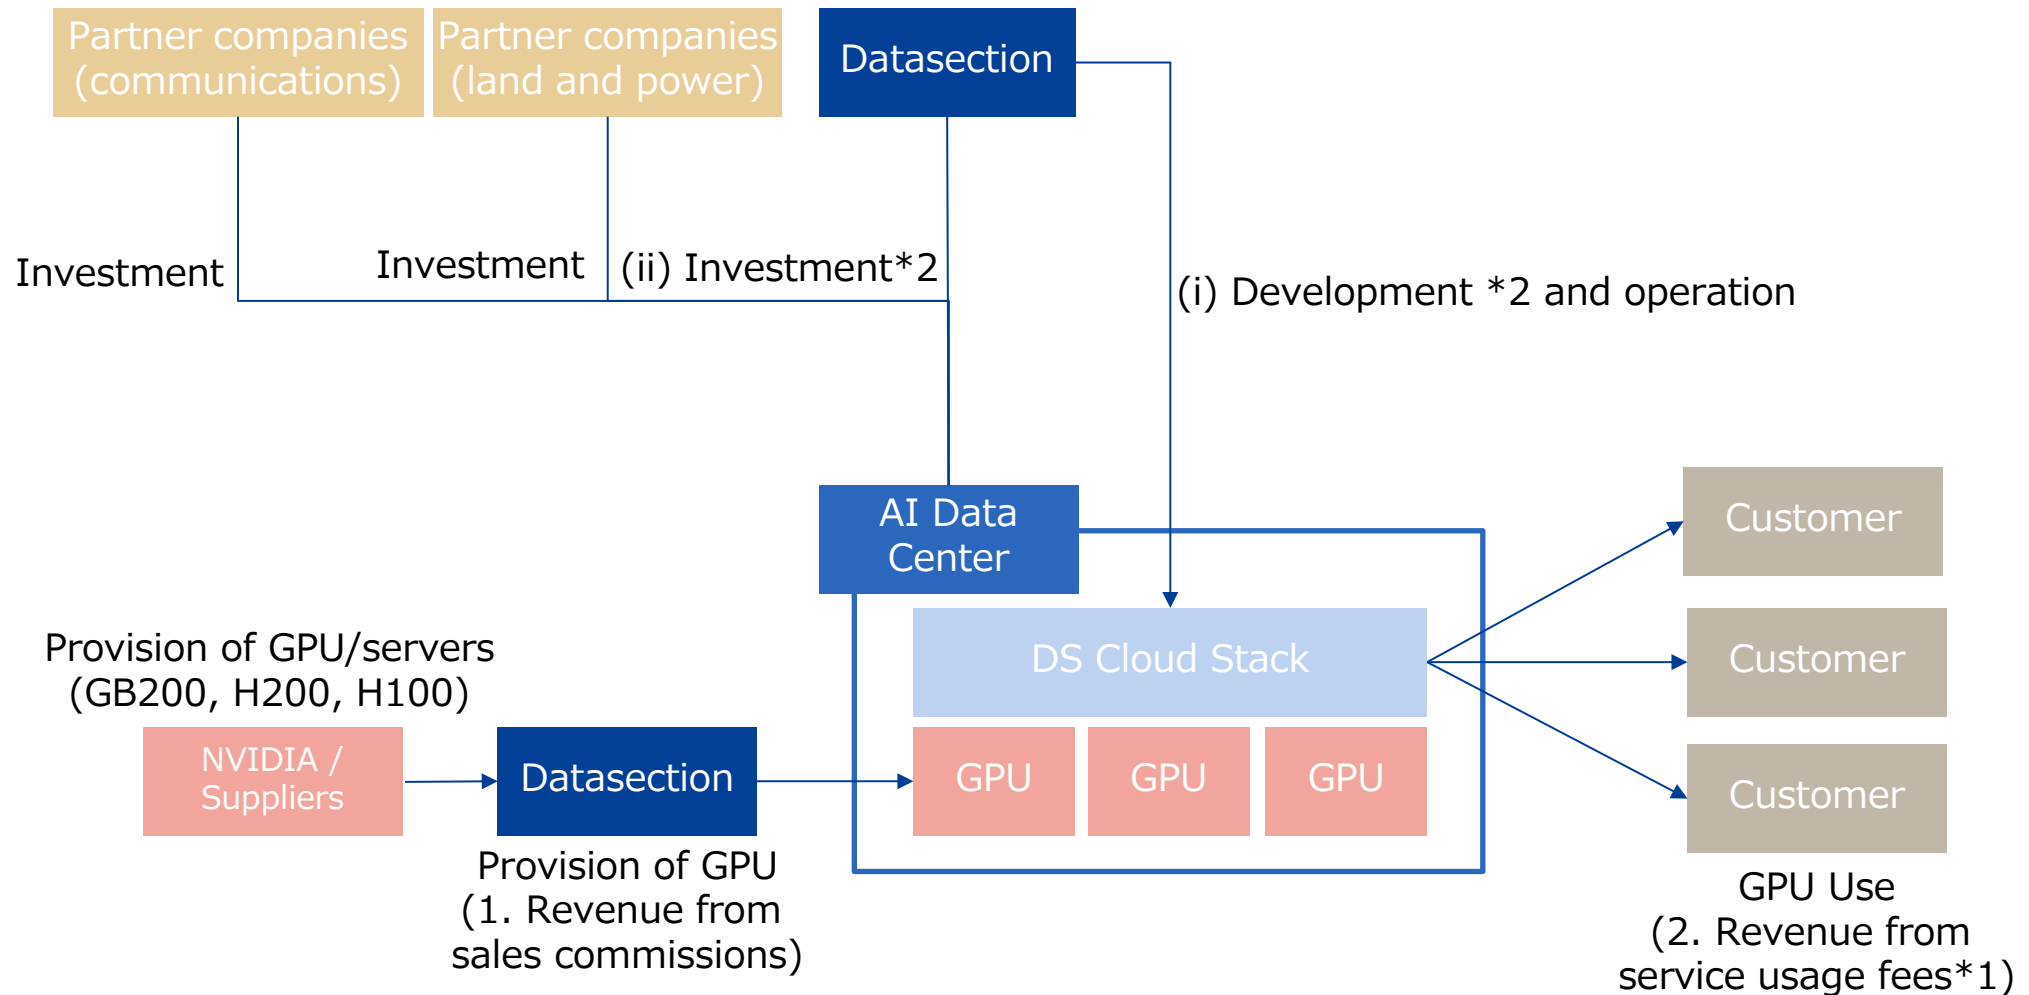 Partner companies
(communications)
Partner companies
(land and power)
Datasection
Investment
Investment
(ii) Investment*2
(i) Development *2 and operation
AI Data
Center
Customer
DS Cloud Stack
Customer
Provision of GPU/servers
(GB200, H200, H100)
NVIDIA /
Suppliers
Datasection
GPU
GPU
GPU
Customer
Provision of GPU
(1. Revenue from
sales commissions)
GPU Use
(2. Revenue from
service usage fees*1)